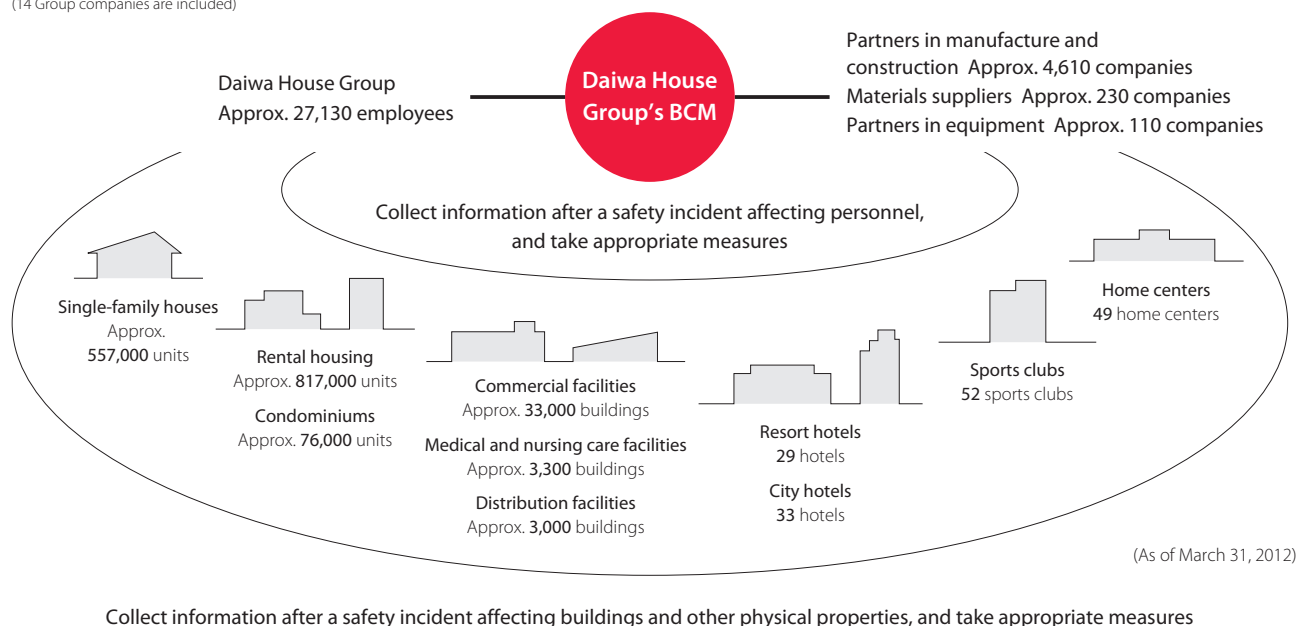 (14 Group companies are included)
Daiwa House Group
Approx. 27,130 employees
Daiwa House
Group's BCM
Partners in manufacture and
construction Approx. 4,610 companies
Materials suppliers Approx. 230 companies
Partners in equipment Approx. 110 companies
Collect information after a safety incident affecting personnel,
and take appropriate measures
Single-family houses
Approx.
557,000 units
Rental housing
Approx. 817,000 units
Condominiums
Approx. 76,000 units
Commercial facilities
Approx. 33,000 buildings
Medical and nursing care facilities
Approx. 3,300 buildings
Distribution facilities
Approx. 3,000 buildings
Resort hotels
29 hotels
City hotels
33 hotels
Sports clubs
52 sports clubs
Home centers
49 home centers
(As of March 31, 2012)
Collect information after a safety incident affecting buildings and other physical properties, and take appropriate measures